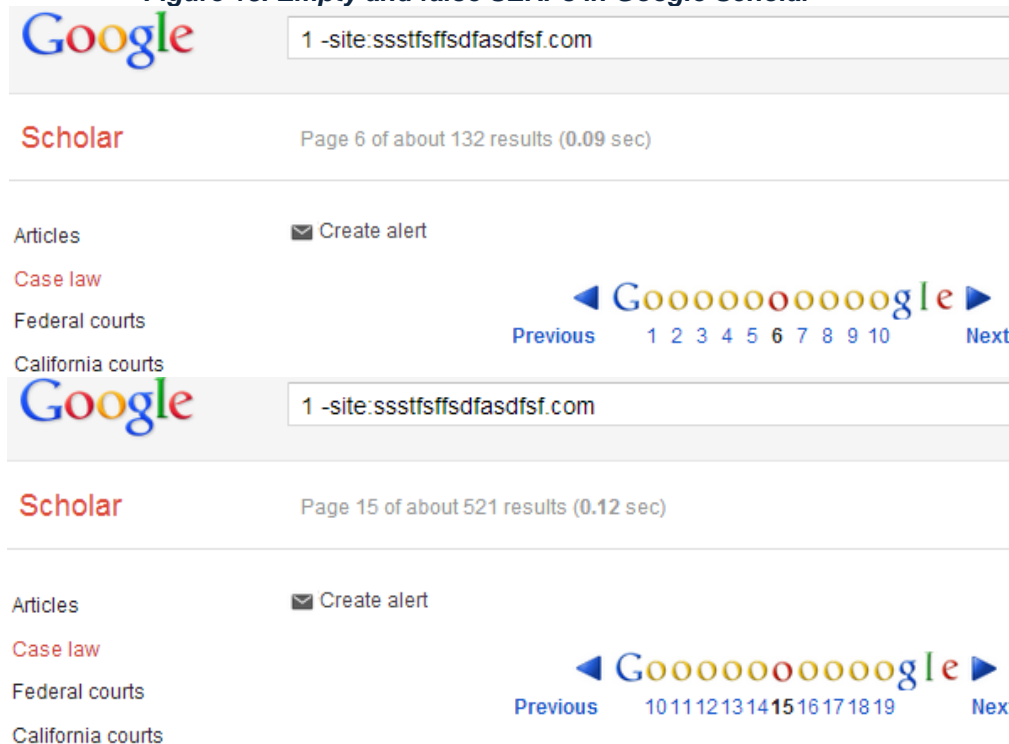 Google
1 -site:ssstfsffsdfasdfsf.com
Scholar
Page 6 of about 132 results (0.09 sec)
Articles
Create alert
Case law
Goooooooooogle
Federal courts
Previous 1 2 3 4 5 6 7 8 9 10 Next
California courts
Google
1 -site:ssstfsffsdfasdfsf.com
Scholar
Page 15 of about 521 results (0.12 sec)
Articles
Create alert
Case law
Goooooooooogle
Federal courts
Previous 10 11 12 13 14 15 16 17 18 19 Next
California courts